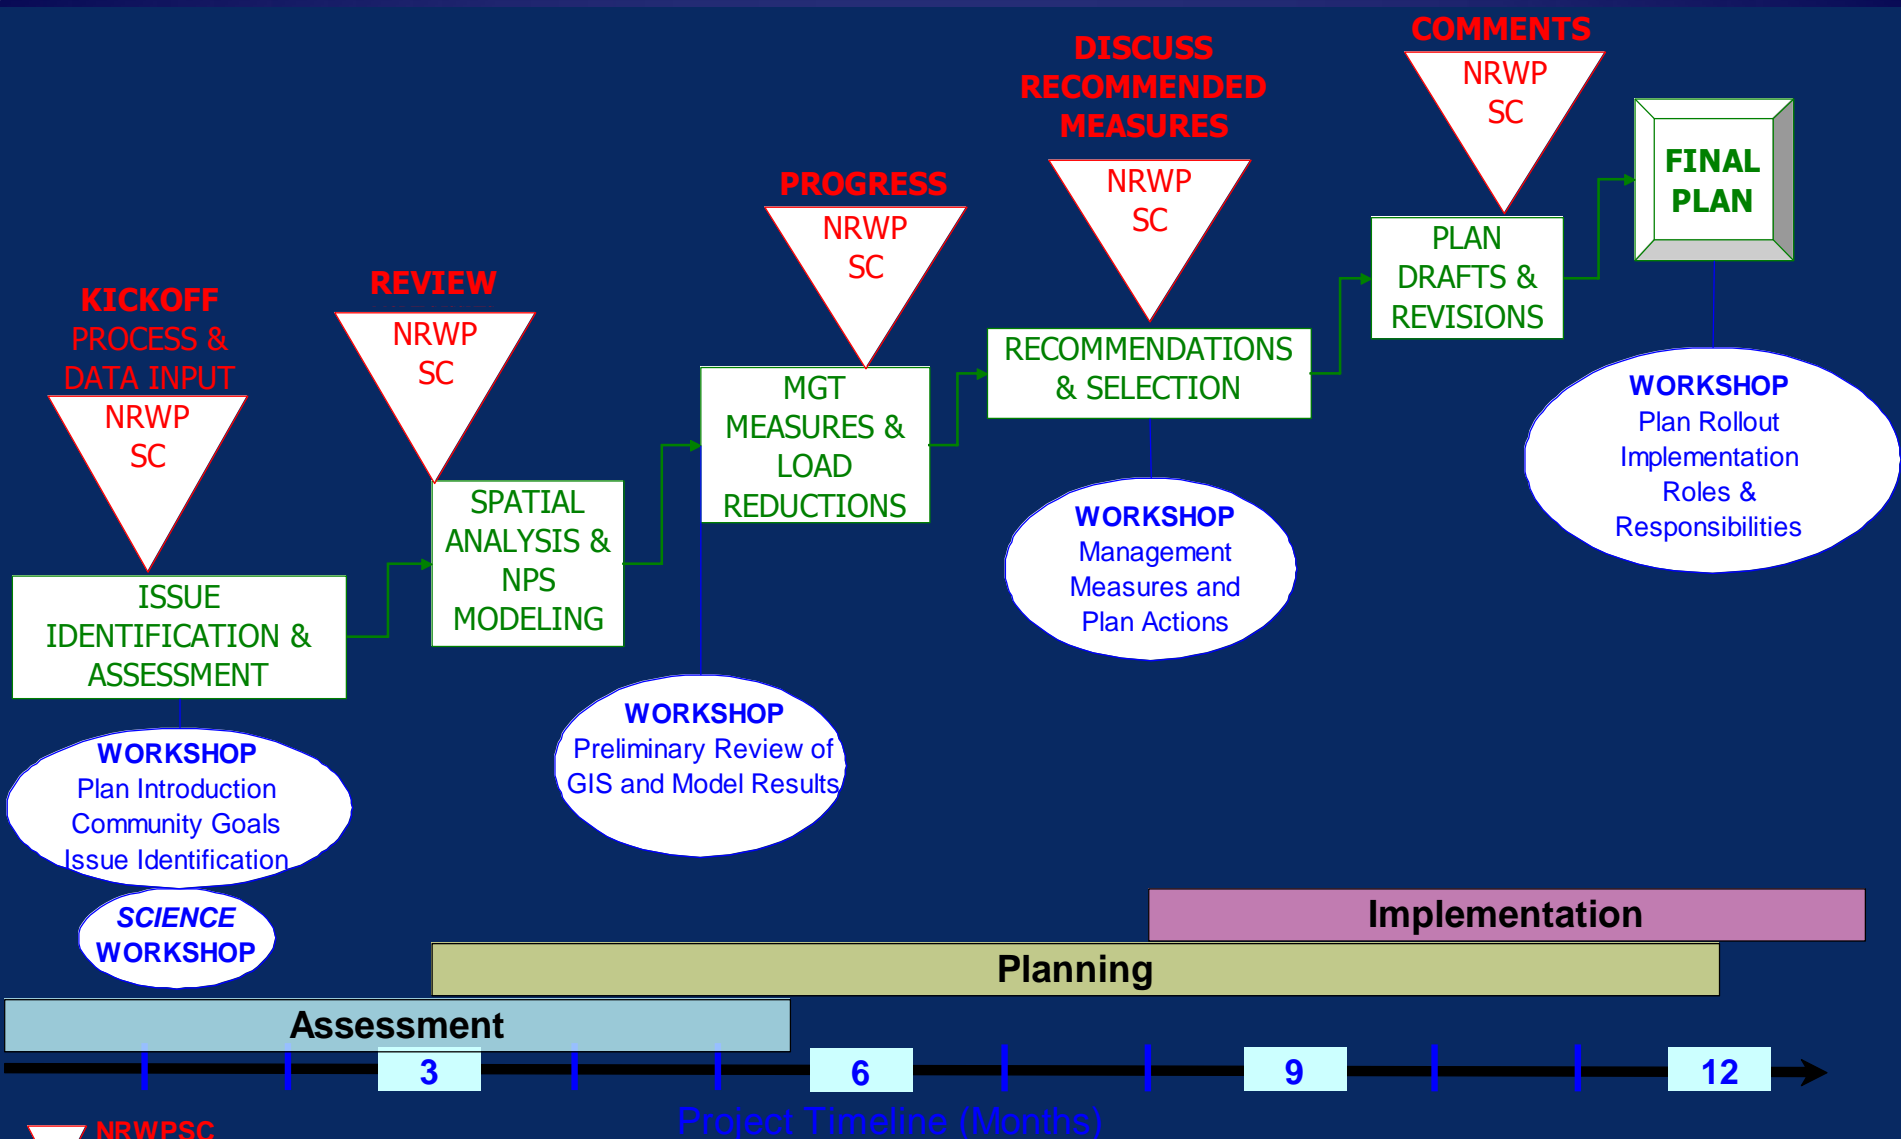 KICKOFF
PROCESS &
DATA INPUT
NRWP
SC
ISSUE
IDENTIFICATION &
ASSESSMENT
WORKSHOP
Plan Introduction
Community Goals
Issue Identification
SCIENCE
WORKSHOP
REVIEW
NRWP
SC
SPATIAL
ANALYSIS &
NPS
MODELING
PROGRESS
NRWP
SC
MGT
MEASURES &
LOAD
REDUCTIONS
WORKSHOP
Preliminary Review of
GIS and Model Results
DISCUSS
RECOMMENDED
MEASURES
NRWP
SC
RECOMMENDATIONS
& SELECTION
WORKSHOP
Management
Measures and
Plan Actions
COMMENTS
NRWP
SC
PLAN
DRAFTS &
REVISIONS
FINAL
PLAN
WORKSHOP
Plan Rollout
Implementation
Roles &
Responsibilities
Implementation
Planning
Assessment
3
6
9
12
Project Timeline (Months)
NRWPSC